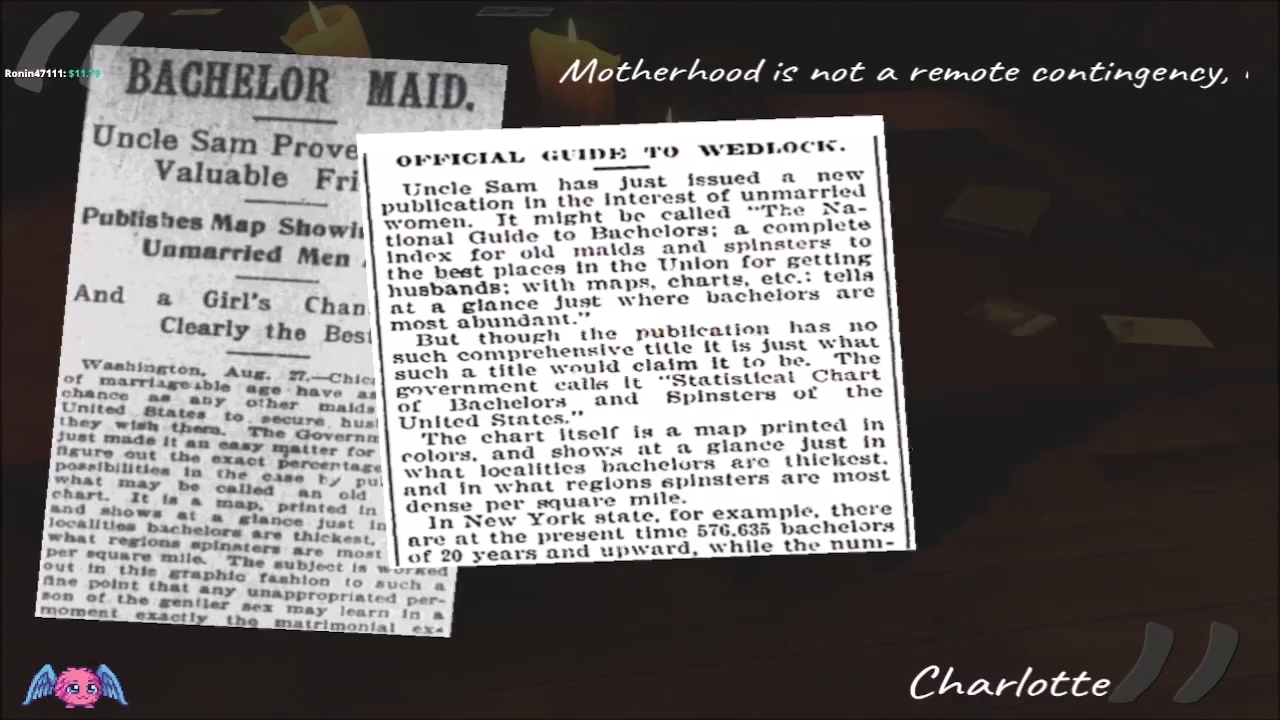 Ronin47111: $11.
BACHELOR MAID.
Uncle Sam Prove
Valuable Fri
Publishes Map Showi
Unmarried Men
And a Girl's Chan
Clearly the Bes
Washington, Aug. 27.—Chic
of marriageable age have as
chance as any other maids
United States to secure hus
they wish them. The Governm
just made it an easy matter for
figure out the exact percentage
possibilities in the case by pu
what may be called an old
chart. It is a map, printed in
and shows at a glance just in
localities bachelors are thickest,
what regions spinsters are most
per square mile. The subject is worked
out in this graphic fashion to such a
fine point that any unappropriated per-
son of the gentler sex may learn in a
moment exactly the matrimonial ex-
OFFICIAL GUIDE TO WEDLOCK.
Uncle Sam has just issued a new
publication in the interest of unmarried
women. It might be called "The Na-
tional Guide to Bachelors; a complete
index for old maids and spinsters to
the best places in the Union for getting
husbands; with maps, charts, etc.; tells
at a glance just where bachelors are
most abundant."
But though the publication has no
such comprehensive title it is just what
such a title would claim it to be. The
government calls it "Statistical Chart
of Bachelors and Spinsters of the
United States."
The chart itself is a map printed in
colors, and shows at a glance just in
what localities bachelors are thickest,
and in what regions spinsters are most
dense per square mile.
In New York state, for example, there
are at the present time 576,635 bachelors
of 20 years and upward, while the num-
Motherhood is not a remote contingency,
Charlotte